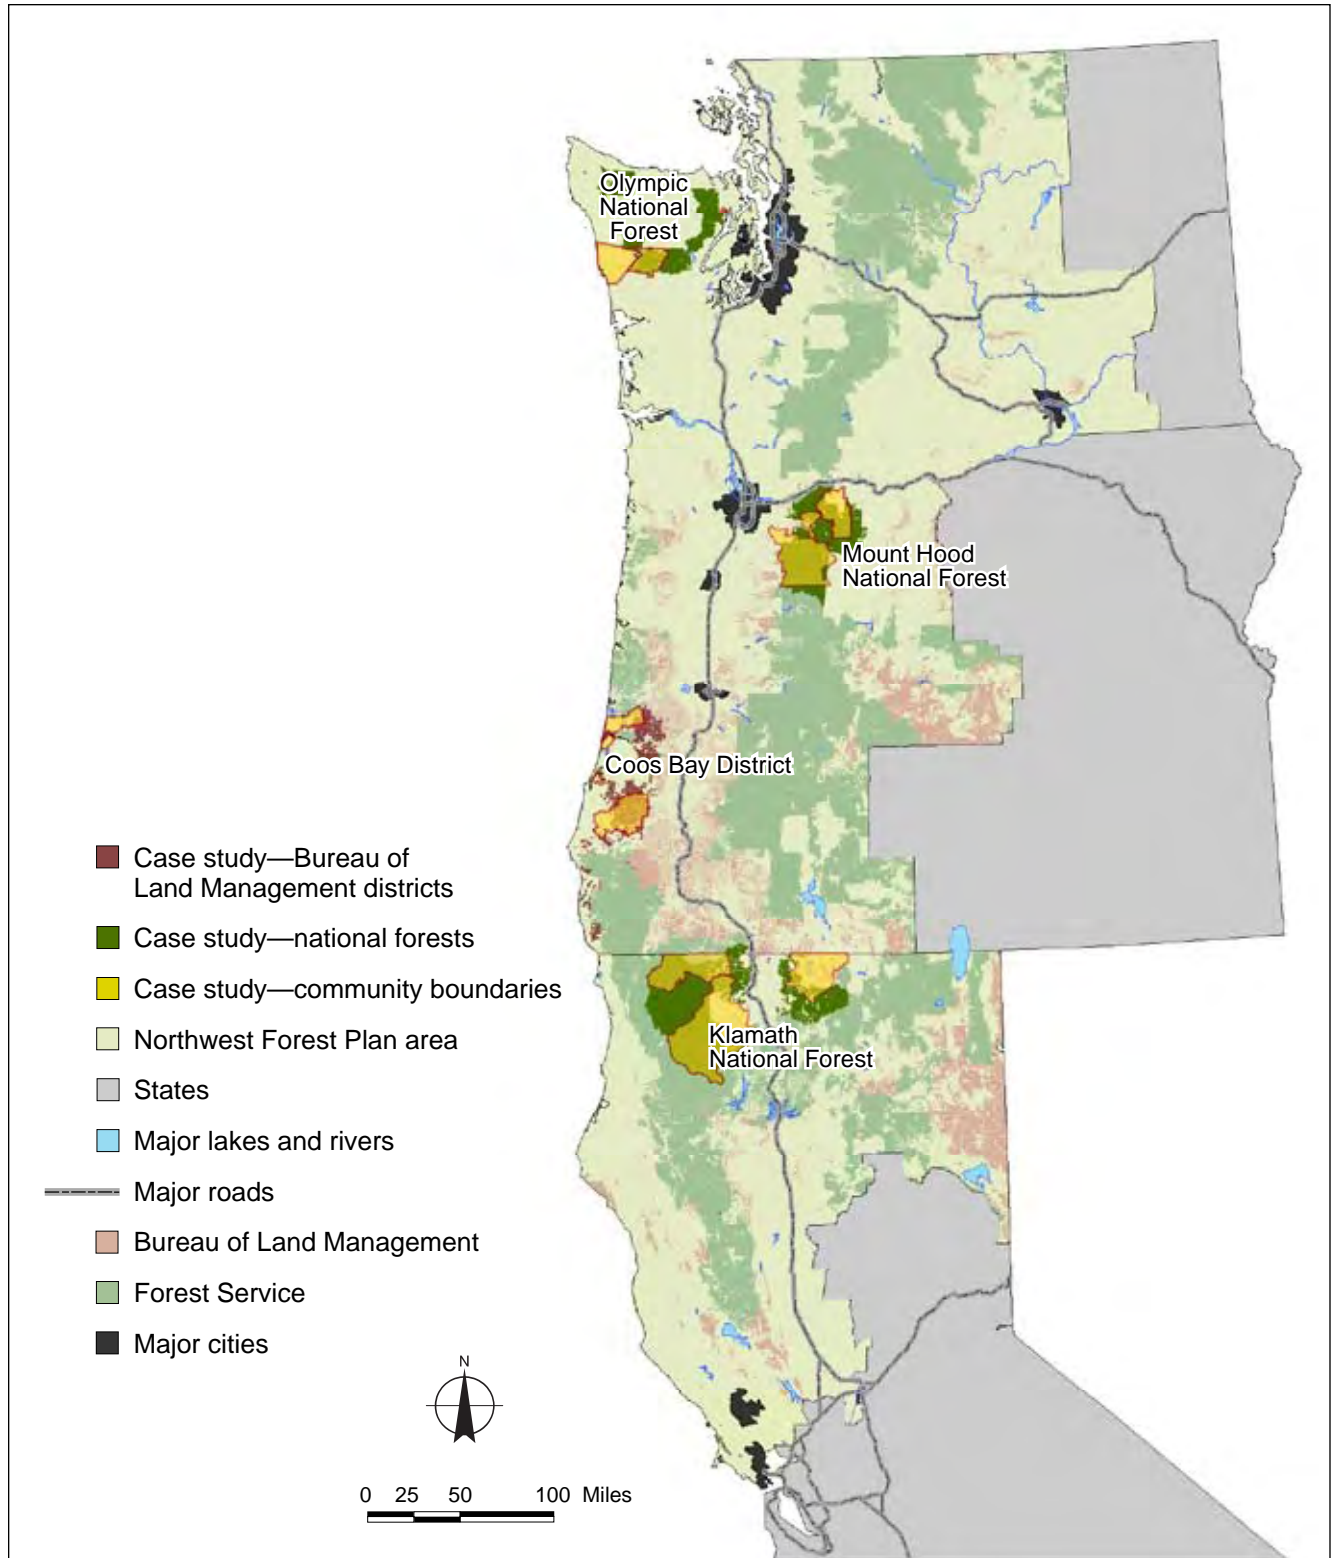 Olympic
National
Forest
Mount Hood
National Forest
Coos Bay District
Klamath
National Forest
Case study—Bureau of
Land Management districts
Case study—national forests
Case study—community boundaries
Northwest Forest Plan area
States
Major lakes and rivers
Major roads
Bureau of Land Management
Forest Service
Major cities
N
0 25 50 100 Miles